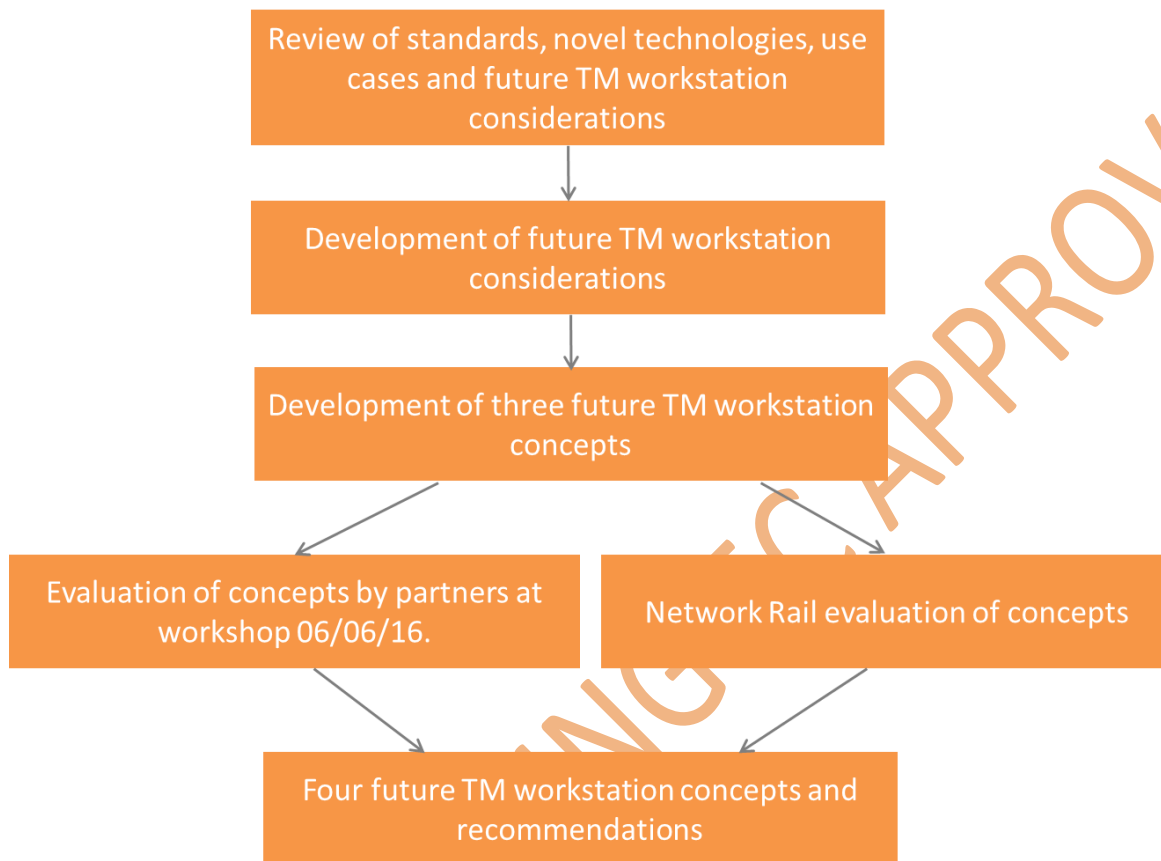 Review of standards, novel technologies, use
cases and future TM workstation
considerations
Development of future TM workstation
considerations
Development of three future TM workstation
concepts
Evaluation of concepts by partners at
workshop 06/06/16.
Network Rail evaluation of concepts
Four future TM workstation concepts and
recommendations